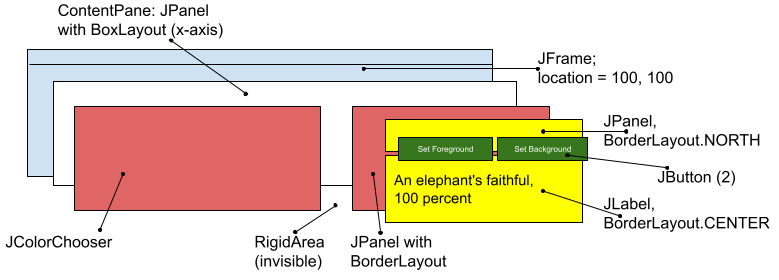 ContentPane: JPanel
with BoxLayout (x-axis)
JFrame;
location = 100, 100
JPanel,
BorderLayout.NORTH
Set Foreground
Set Background
JButton (2)
An elephant's faithful,
100 percent
JLabel,
BorderLayout.CENTER
JColorChooser
RigidArea
(invisible)
JPanel with
BorderLayout